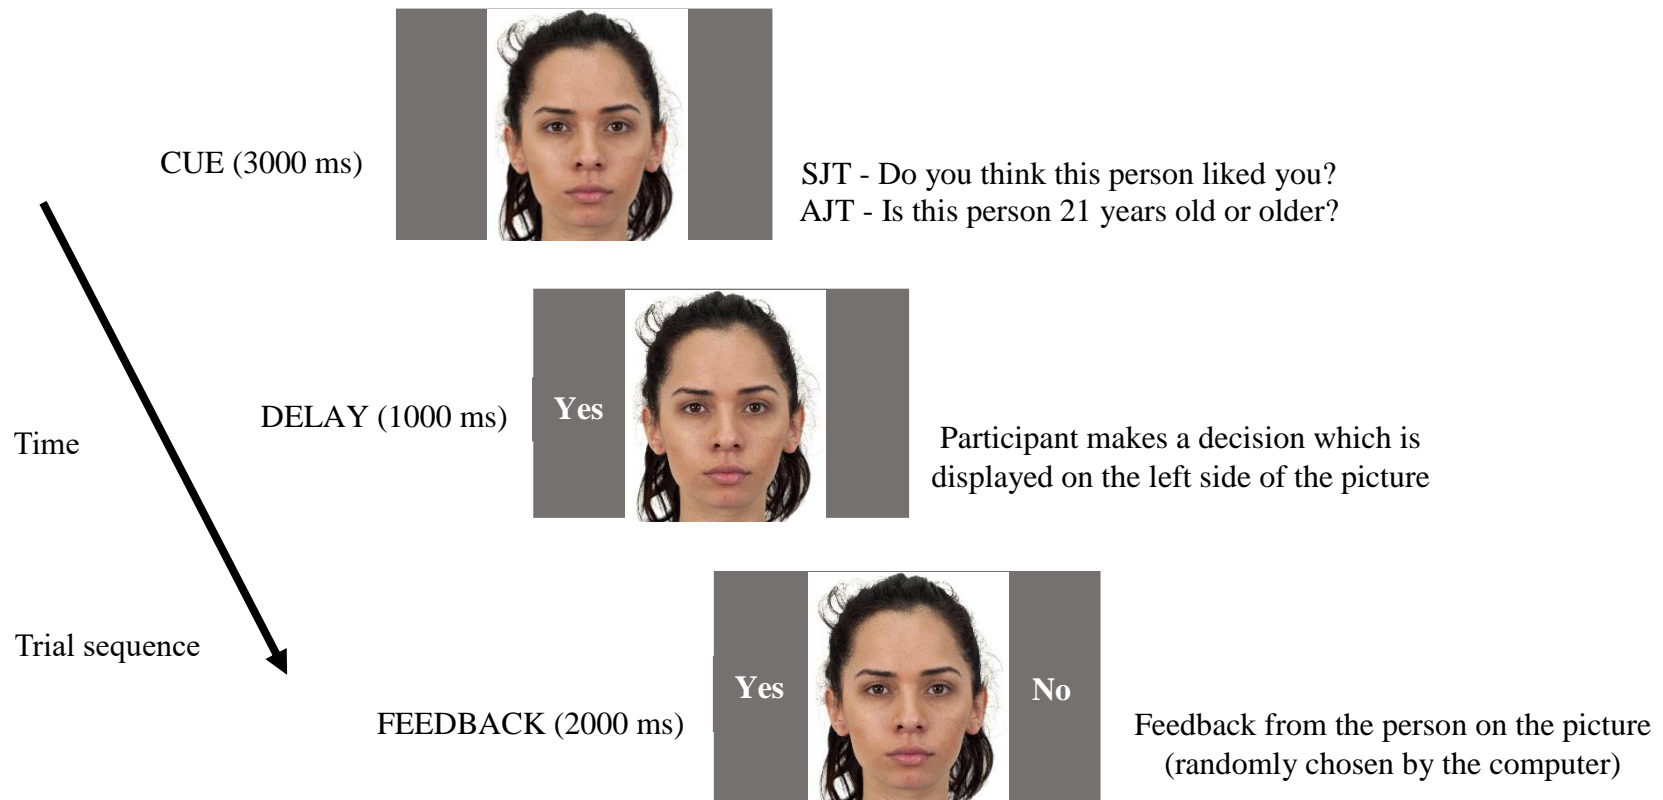 CUE (3000 ms)
SJT - Do you think this person liked you?
AJT - Is this person 21 years old or older?
Time
DELAY (1000 ms)
Yes
Participant makes a decision which is
displayed on the left side of the picture
Trial sequence
FEEDBACK (2000 ms)
Yes
No
Feedback from the person on the picture
(randomly chosen by the computer)